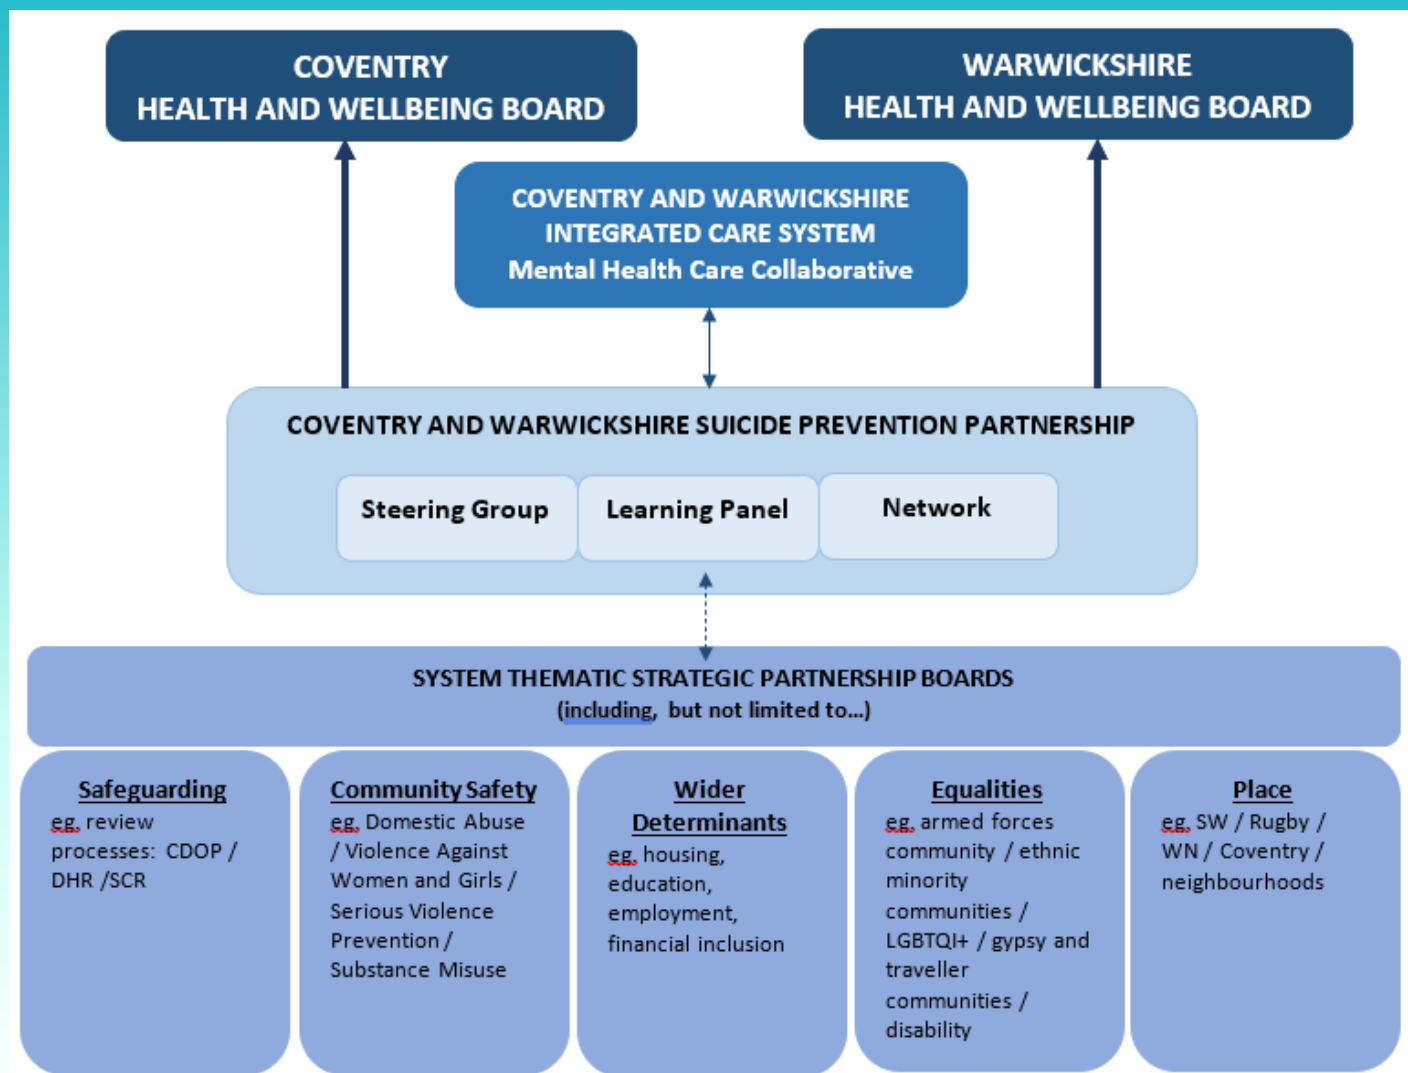 COVENTRY
HEALTH AND WELLBEING BOARD
WARWICKSHIRE
HEALTH AND WELLBEING BOARD
COVENTRY AND WARWICKSHIRE
INTEGRATED CARE SYSTEM
Mental Health Care Collaborative
COVENTRY AND WARWICKSHIRE SUICIDE PREVENTION PARTNERSHIP
Steering Group
Learning Panel
Network
SYSTEM THEMATIC STRATEGIC PARTNERSHIP BOARDS
(including, but not limited to...)
Safeguarding
eg. review
processes: CDOP /
DHR /SCR
Community Safety
eg. Domestic Abuse
/ Violence Against
Women and Girls /
Serious Violence
Prevention /
Substance Misuse
Wider
Determinants
eg. housing,
education,
employment,
financial inclusion
Equalities
eg. armed forces
community / ethnic
minority
communities /
LGBTQI+ / gypsy and
traveller
communities /
disability
Place
eg. SW / Rugby /
WN / Coventry /
neighbourhoods